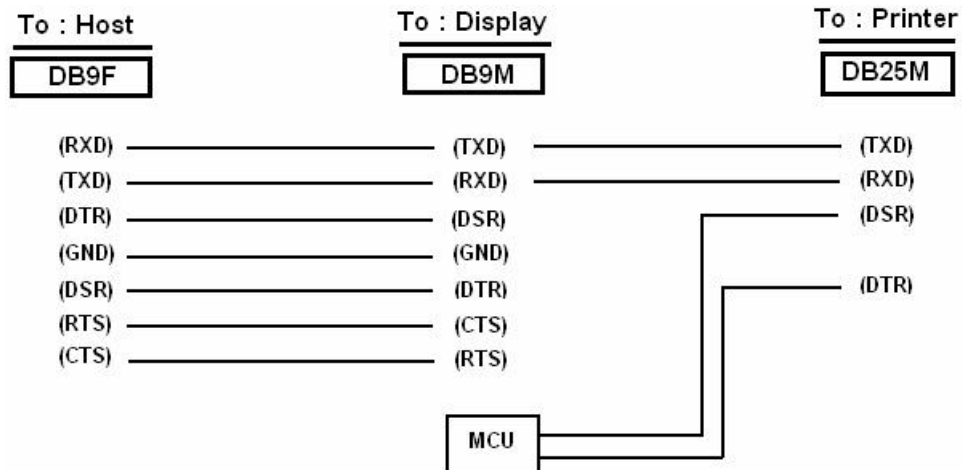 To : Host To : Display To : Printer
DB9F DB9M DB25M
(RXD) (TXD) (TXD)
(TXD) (RXD) (RXD)
(DTR) (DSR) (DSR)
(GND) (GND)
(DSR) (DTR) (DTR)
(RTS) (CTS)
(CTS) (RTS)
MCU